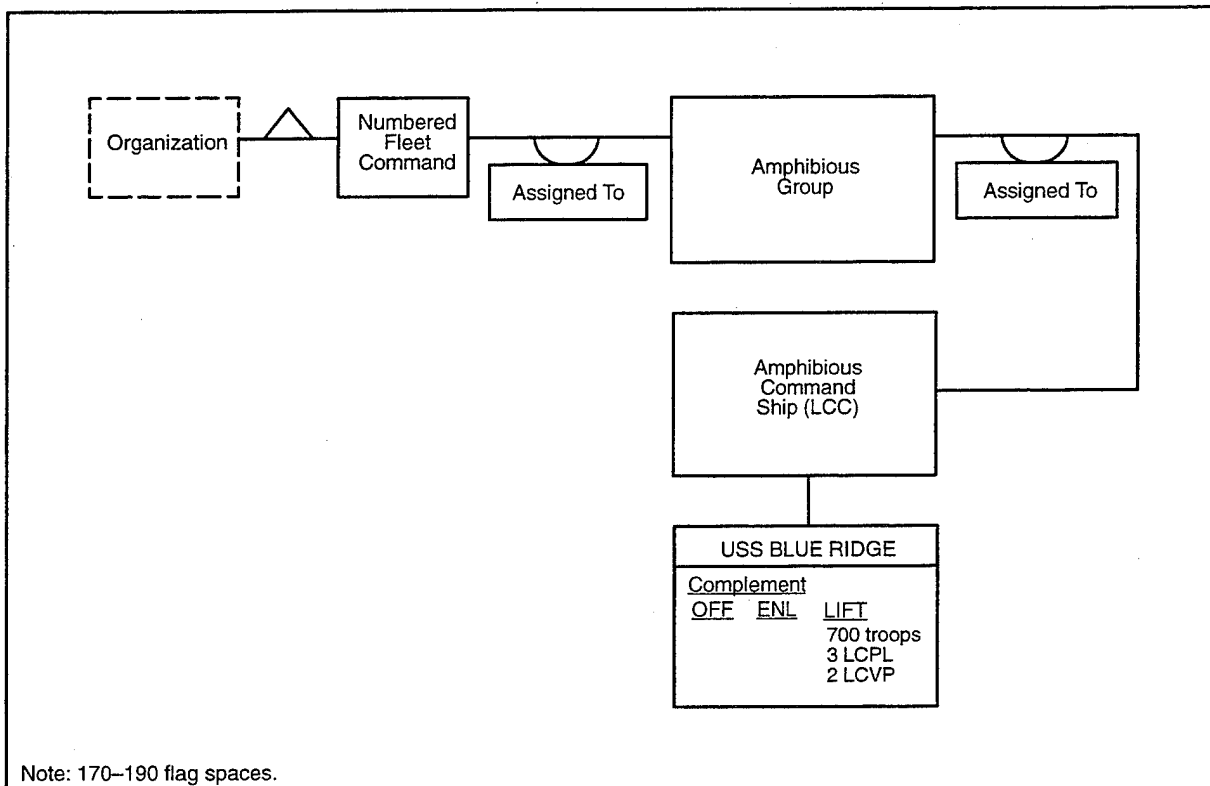 Organization
Numbered
Fleet
Command
Assigned To
Amphibious
Group
Assigned To
Amphibious
Command
Ship (LCC)
USS BLUE RIDGE
Complement
OFF ENL LIFT
700 troops
3 LCPL
2 LCVP
Note: 170–190 flag spaces.